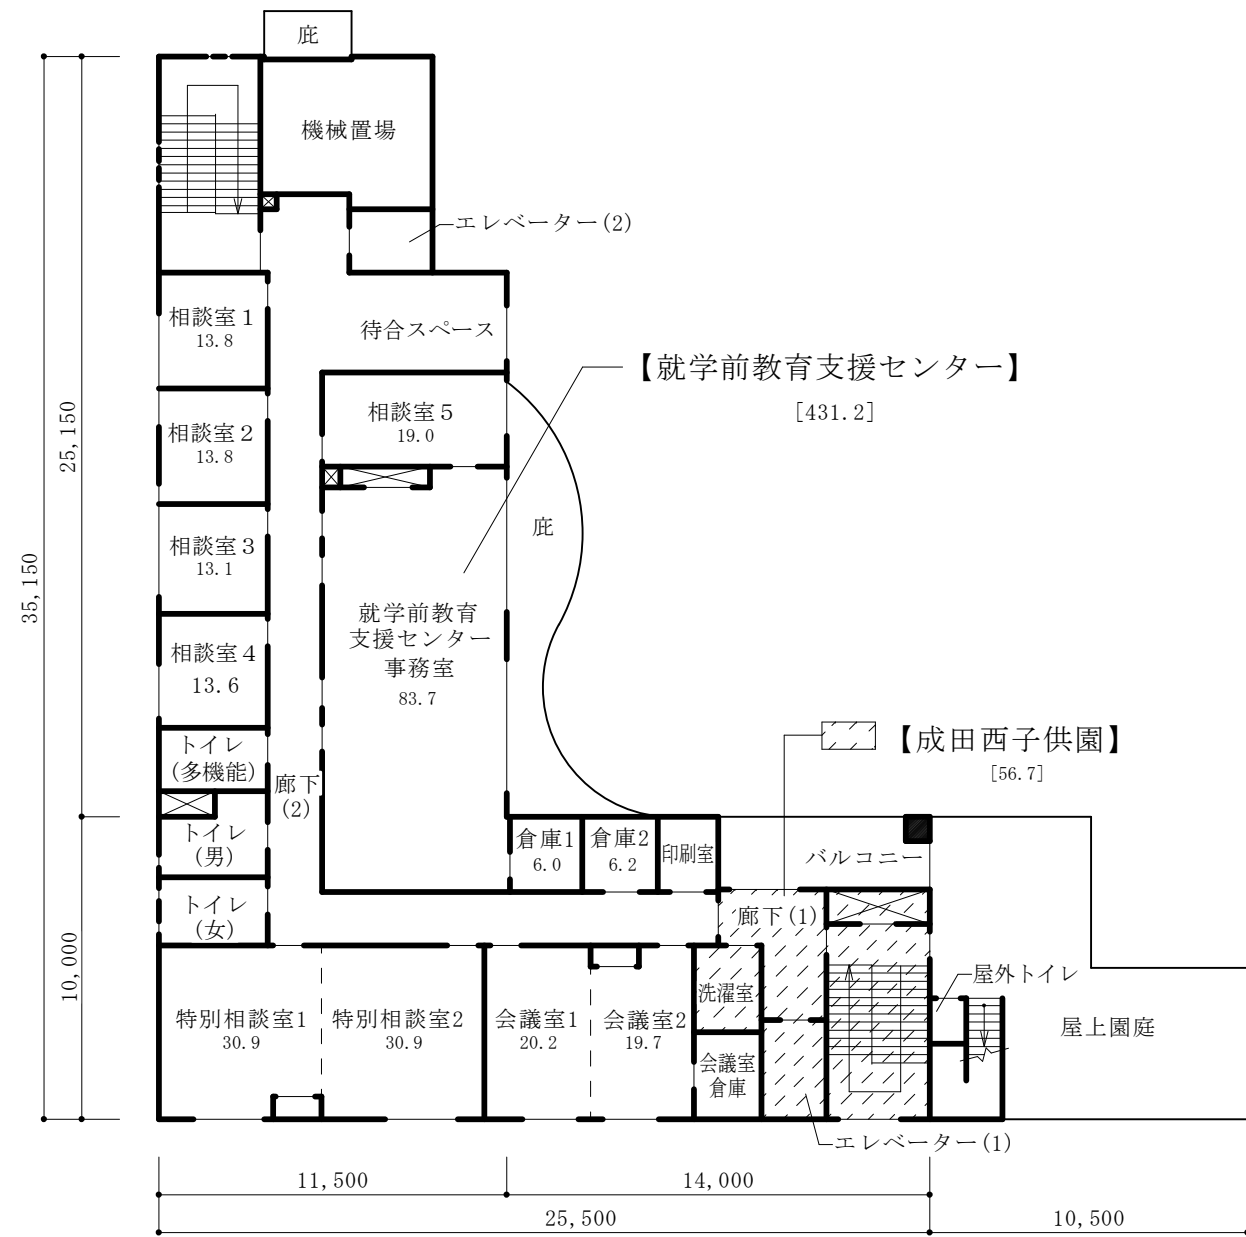 庇
機械置場
エレベーター(2)
相談室1
13.8
待合スペース
【就学前教育支援センター】
[431.2]
相談室5
19.0
相談室2
13.8
25,150
庇
相談室3
13.1
35,150
就学前教育
支援センター
事務室
83.7
相談室4
13.6
【成田西子供園】
[56.7]
トイレ
(多機能)
廊下
(2)
トイレ
(男)
倉庫1
6.0
倉庫2
6.2
印刷室
バルコニー
トイレ
(女)
廊下(1)
10,000
屋外トイレ
洗濯室
特別相談室1
30.9
特別相談室2
30.9
会議室1
20.2
会議室2
19.7
屋上園庭
会議室
倉庫
エレベーター(1)
11,500
14,000
25,500
10,500